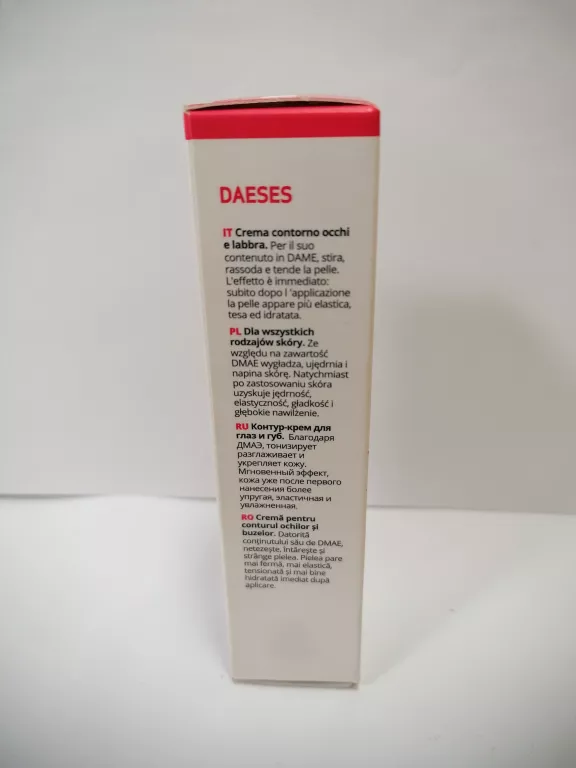 DAESES
IT Crema contorno occhi
e labbra. Per il suo
contenuto in DAME, stira,
rassoda e tende la pelle.
L'effetto è immediato:
subito dopo l 'applicazione
la pelle appare più elastica,
tesa ed idratata.
PL Dla wszystkich
rodzajów skóry. Ze
względu na zawartość
DMAE wygładza, ujędrnia i
napina skórę. Natychmiast
po zastosowaniu skóra
uzyskuje jędrność,
elastyczność, gładkość i
głębokie nawilżenie.
RU Контур-крем для
глаз и губ. Благодаря
ДМАЭ, тонизирует
разглаживает и
укрепляет кожу.
Мгновенный эффект,
кожа уже после первого
нанесения более
упругая, эластичная и
увлажненная.
RO Cremă pentru
conturul ochilor și
buzelor. Datorită
conținutului său de DMAE,
netezește, întărește și
strânge pielea. Pielea pare
mai fermă, mai elastică,
tensionată și mai bine
hidratată imediat după
aplicare.